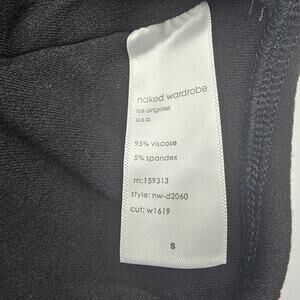 naked wardrobe
los angeles
u.s.a.
95% viscose
5% spandex
rn:159313
style: nw-d2060
cut: w1619
S